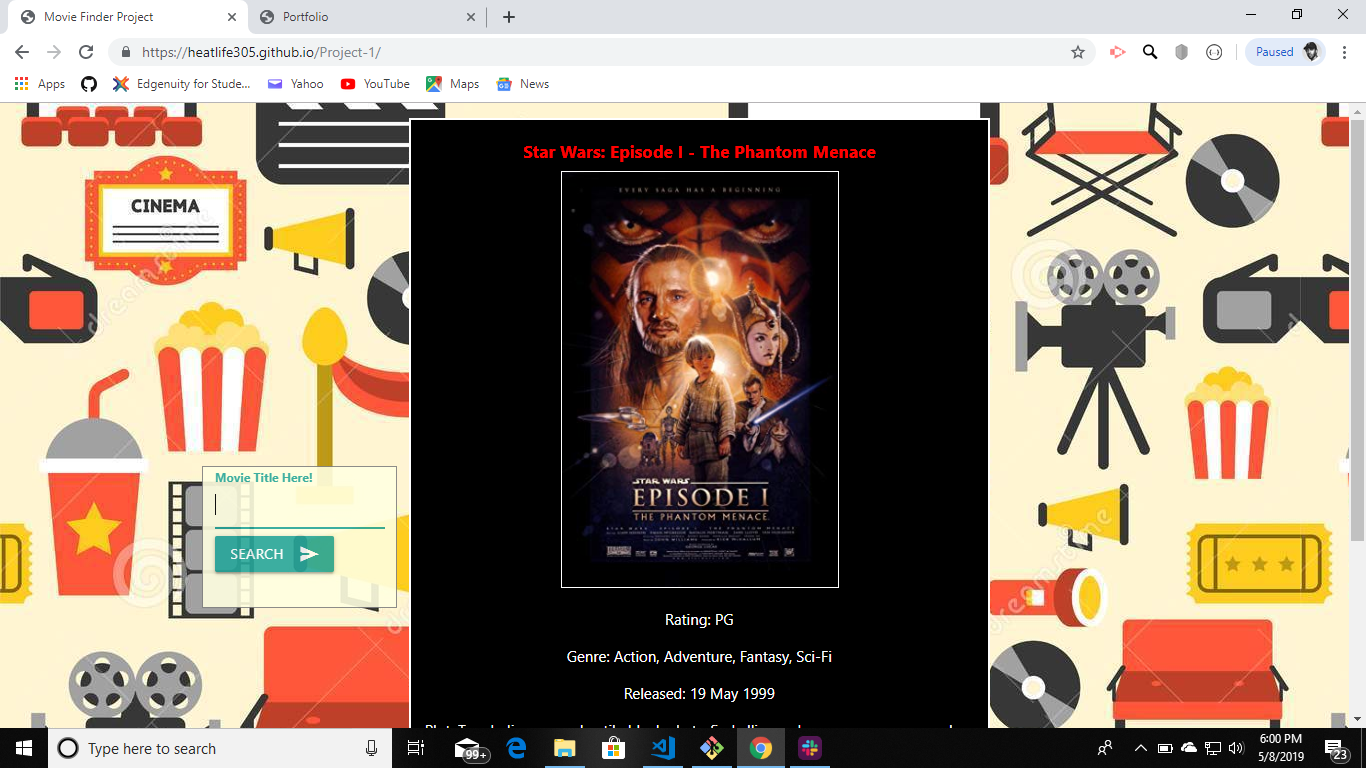 Movie Finder Project
Portfolio
https://heatlife305.github.io/Project-1/
Paused
Apps
Edgenuity for Stude...
Yahoo
YouTube
Maps
News
CINEMA
Movie Title Here!
SEARCH
Star Wars: Episode I - The Phantom Menace
EVERY SAGA HAS A BEGINNING
STAR WARS
EPISODE I
THE PHANTOM MENACE
Rating: PG
Genre: Action, Adventure, Fantasy, Sci-Fi
Released: 19 May 1999
dreamstime
Type here to search
99+
6:00 PM
5/8/2019
23